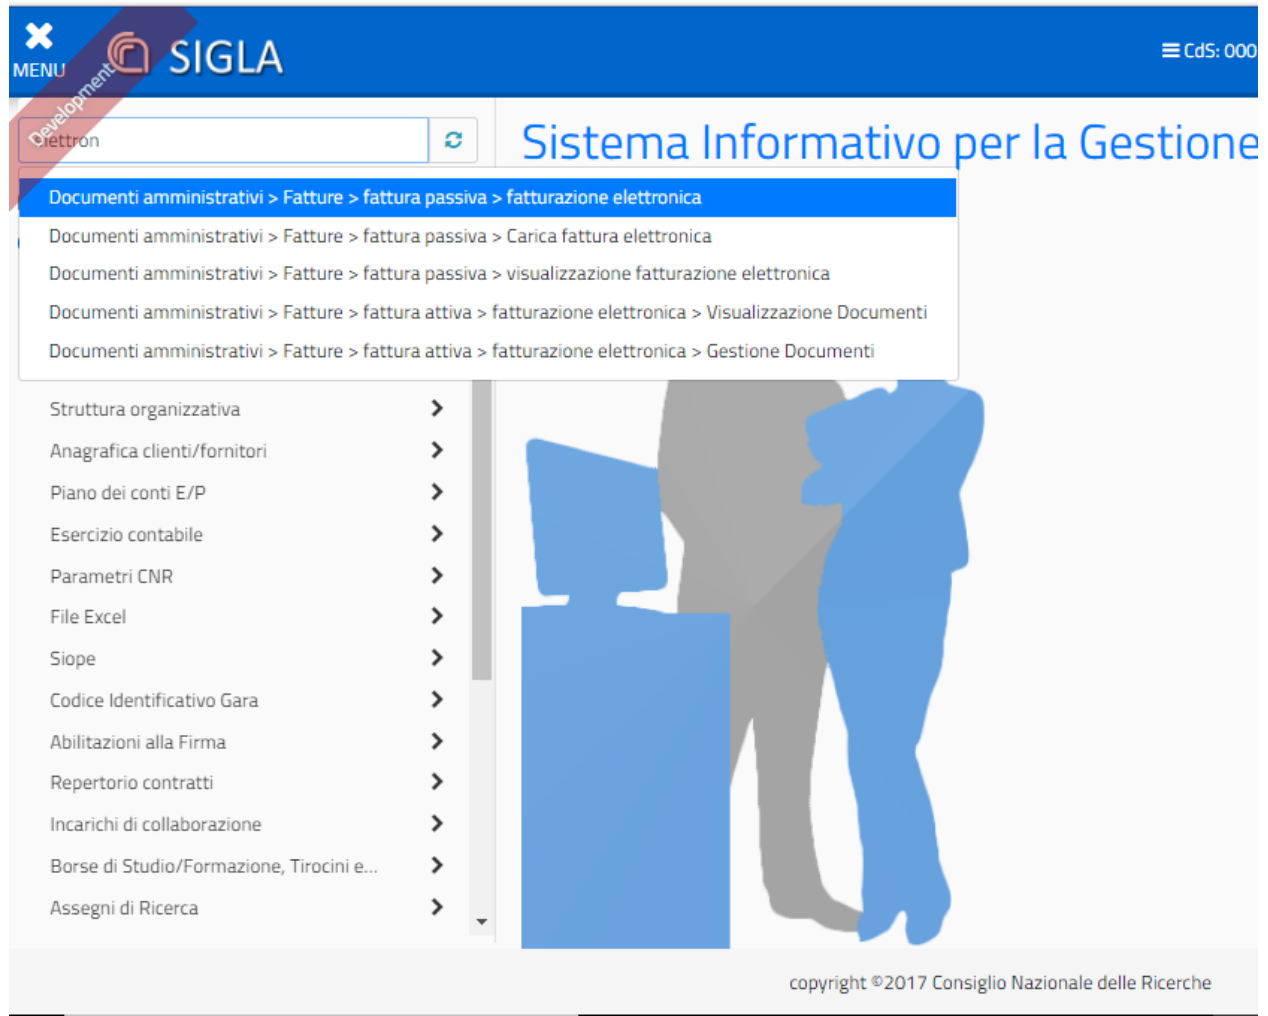 MENU
SIGLA
CdS: 000
Development
elettron
Sistema Informativo per la Gestione
Documenti amministrativi > Fatture > fattura passiva > fatturazione elettronica
Documenti amministrativi > Fatture > fattura passiva > Carica fattura elettronica
Documenti amministrativi > Fatture > fattura passiva > visualizzazione fatturazione elettronica
Documenti amministrativi > Fatture > fattura attiva > fatturazione elettronica > Visualizzazione Documenti
Documenti amministrativi > Fatture > fattura attiva > fatturazione elettronica > Gestione Documenti
Struttura organizzativa
Anagrafica clienti/fornitori
Piano dei conti E/P
Esercizio contabile
Parametri CNR
File Excel
Siope
Codice Identificativo Gara
Abilitazioni alla Firma
Repertorio contratti
Incarichi di collaborazione
Borse di Studio/Formazione, Tirocini e...
Assegni di Ricerca
copyright ©2017 Consiglio Nazionale delle Ricerche